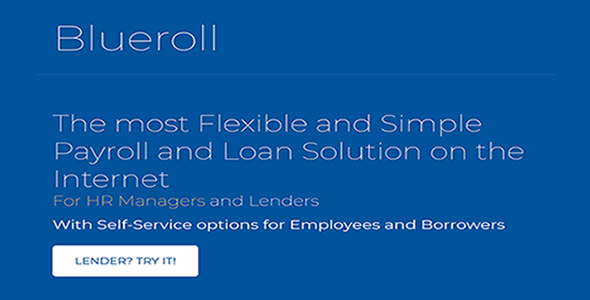 Blueroll
The most Flexible and Simple
Payroll and Loan Solution on the
Internet
For HR Managers and Lenders
With Self-Service options for Employees and Borrowers
LENDER? TRY IT!